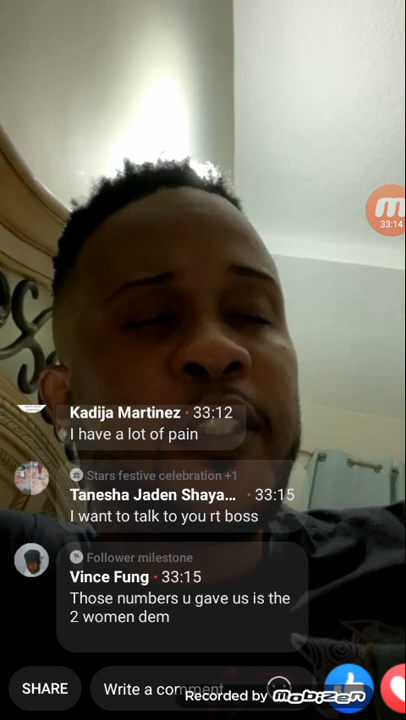 M
33:14
Kadija Martinez · 33:12
I have a lot of pain
Stars festive celebration +1
Tanesha Jaden Shaya... · 33:15
I want to talk to you rt boss
Follower milestone
Vince Fung · 33:15
Those numbers u gave us is the
2 women dem
SHARE
Write a comment
Recorded by mobizen